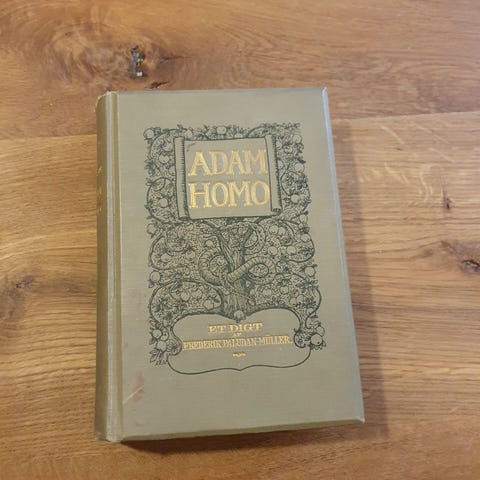 ADAM
HOMO
ET DIGT
AF
FREDERIK PALUDAN-MÜLLER